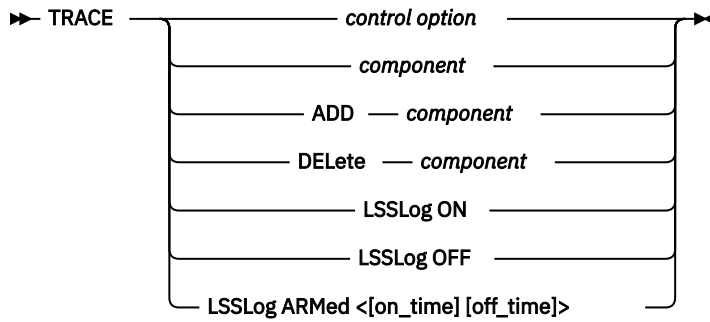 TRACE control option
component
ADD component
DELete component
LSSLog ON
LSSLog OFF
LSSLog ARMed <[on_time] [off_time]>